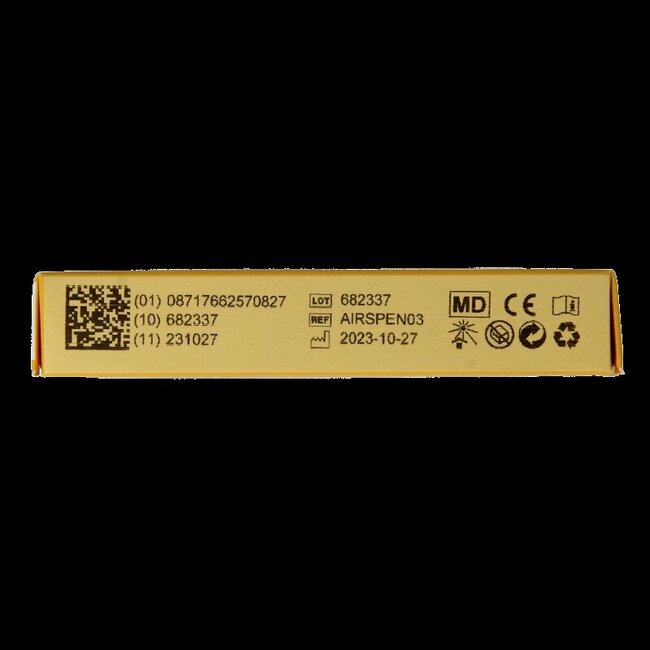 (01) 08717662570827
(10) 682337
(11) 231027
LOT 682337
REF AIRSPEN03
2023-10-27
MD CE